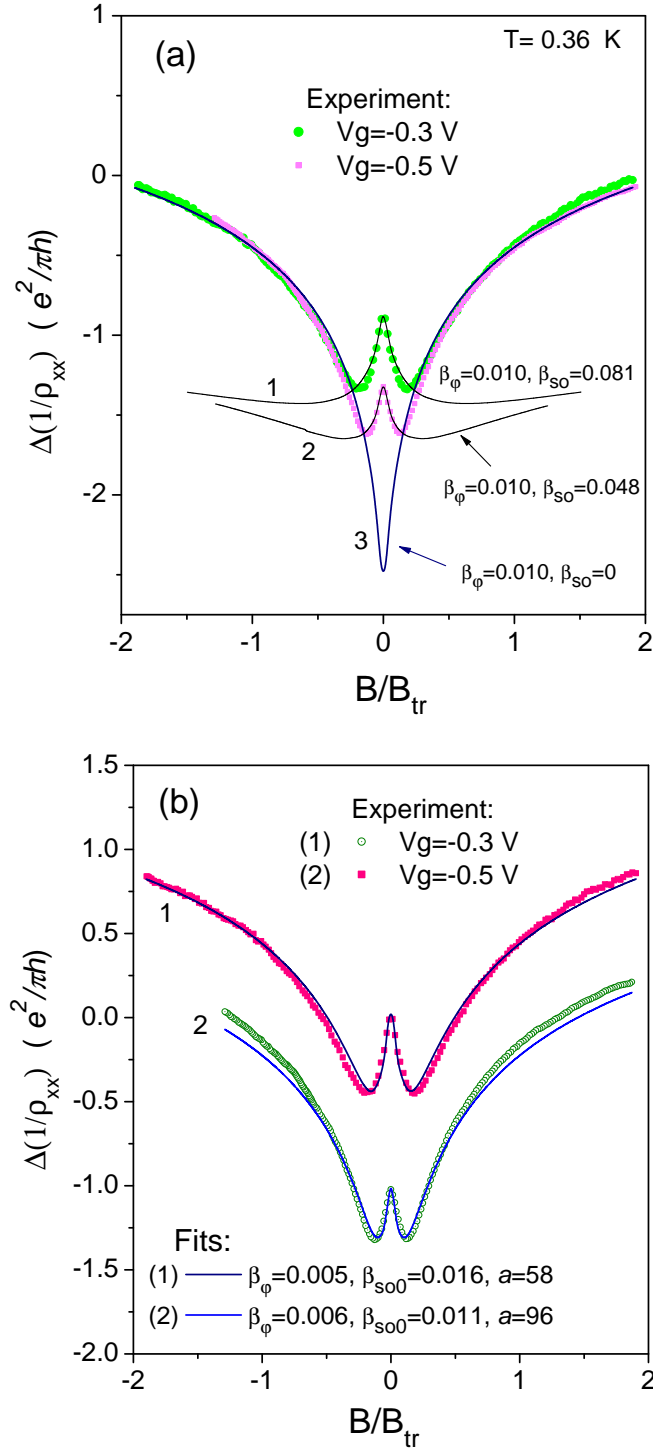 (a)
T= 0.36 K
Experiment:
Vg=-0.3 V
Vg=-0.5 V
1
0
-1
-2
Δ(1/ρxx) ( e²/πh)
1
2
3
βφ=0.010, βso=0.081
βφ=0.010, βso=0.048
βφ=0.010, βso=0
-2 -1 0 1 2
B/Btr
(b)
Experiment:
(1) Vg=-0.3 V
(2) Vg=-0.5 V
1.5
1.0
0.5
0.0
-0.5
-1.0
-1.5
-2.0
Δ(1/ρxx) ( e²/πh)
1
2
Fits:
(1) βφ=0.005, βso0=0.016, a=58
(2) βφ=0.006, βso0=0.011, a=96
-2 -1 0 1 2
B/Btr